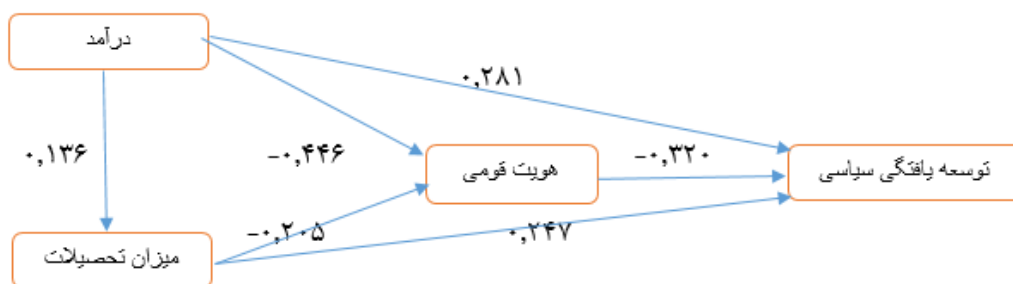 درآمد
۰,۲۸۱
۰,۱۳۶
-۰,۴۴۶
-۰,۳۲۰
هویت قومی
توسعه یافتگی سیاسی
-۰,۲۰۵
۰,۲۴۷
میزان تحصیلات